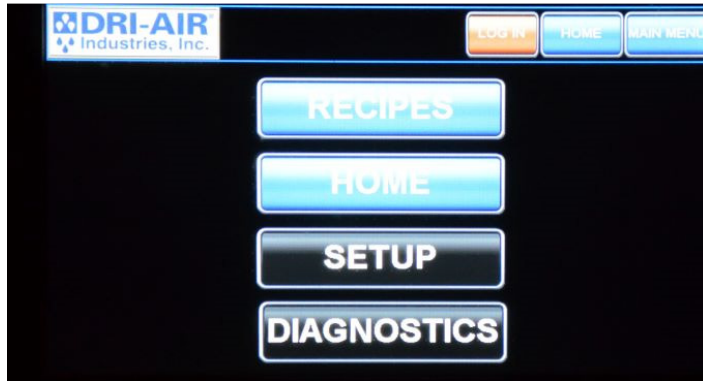 DRI-AIR
Industries, Inc.
LOG IN
HOME
MAIN MENU
RECIPES
HOME
SETUP
DIAGNOSTICS